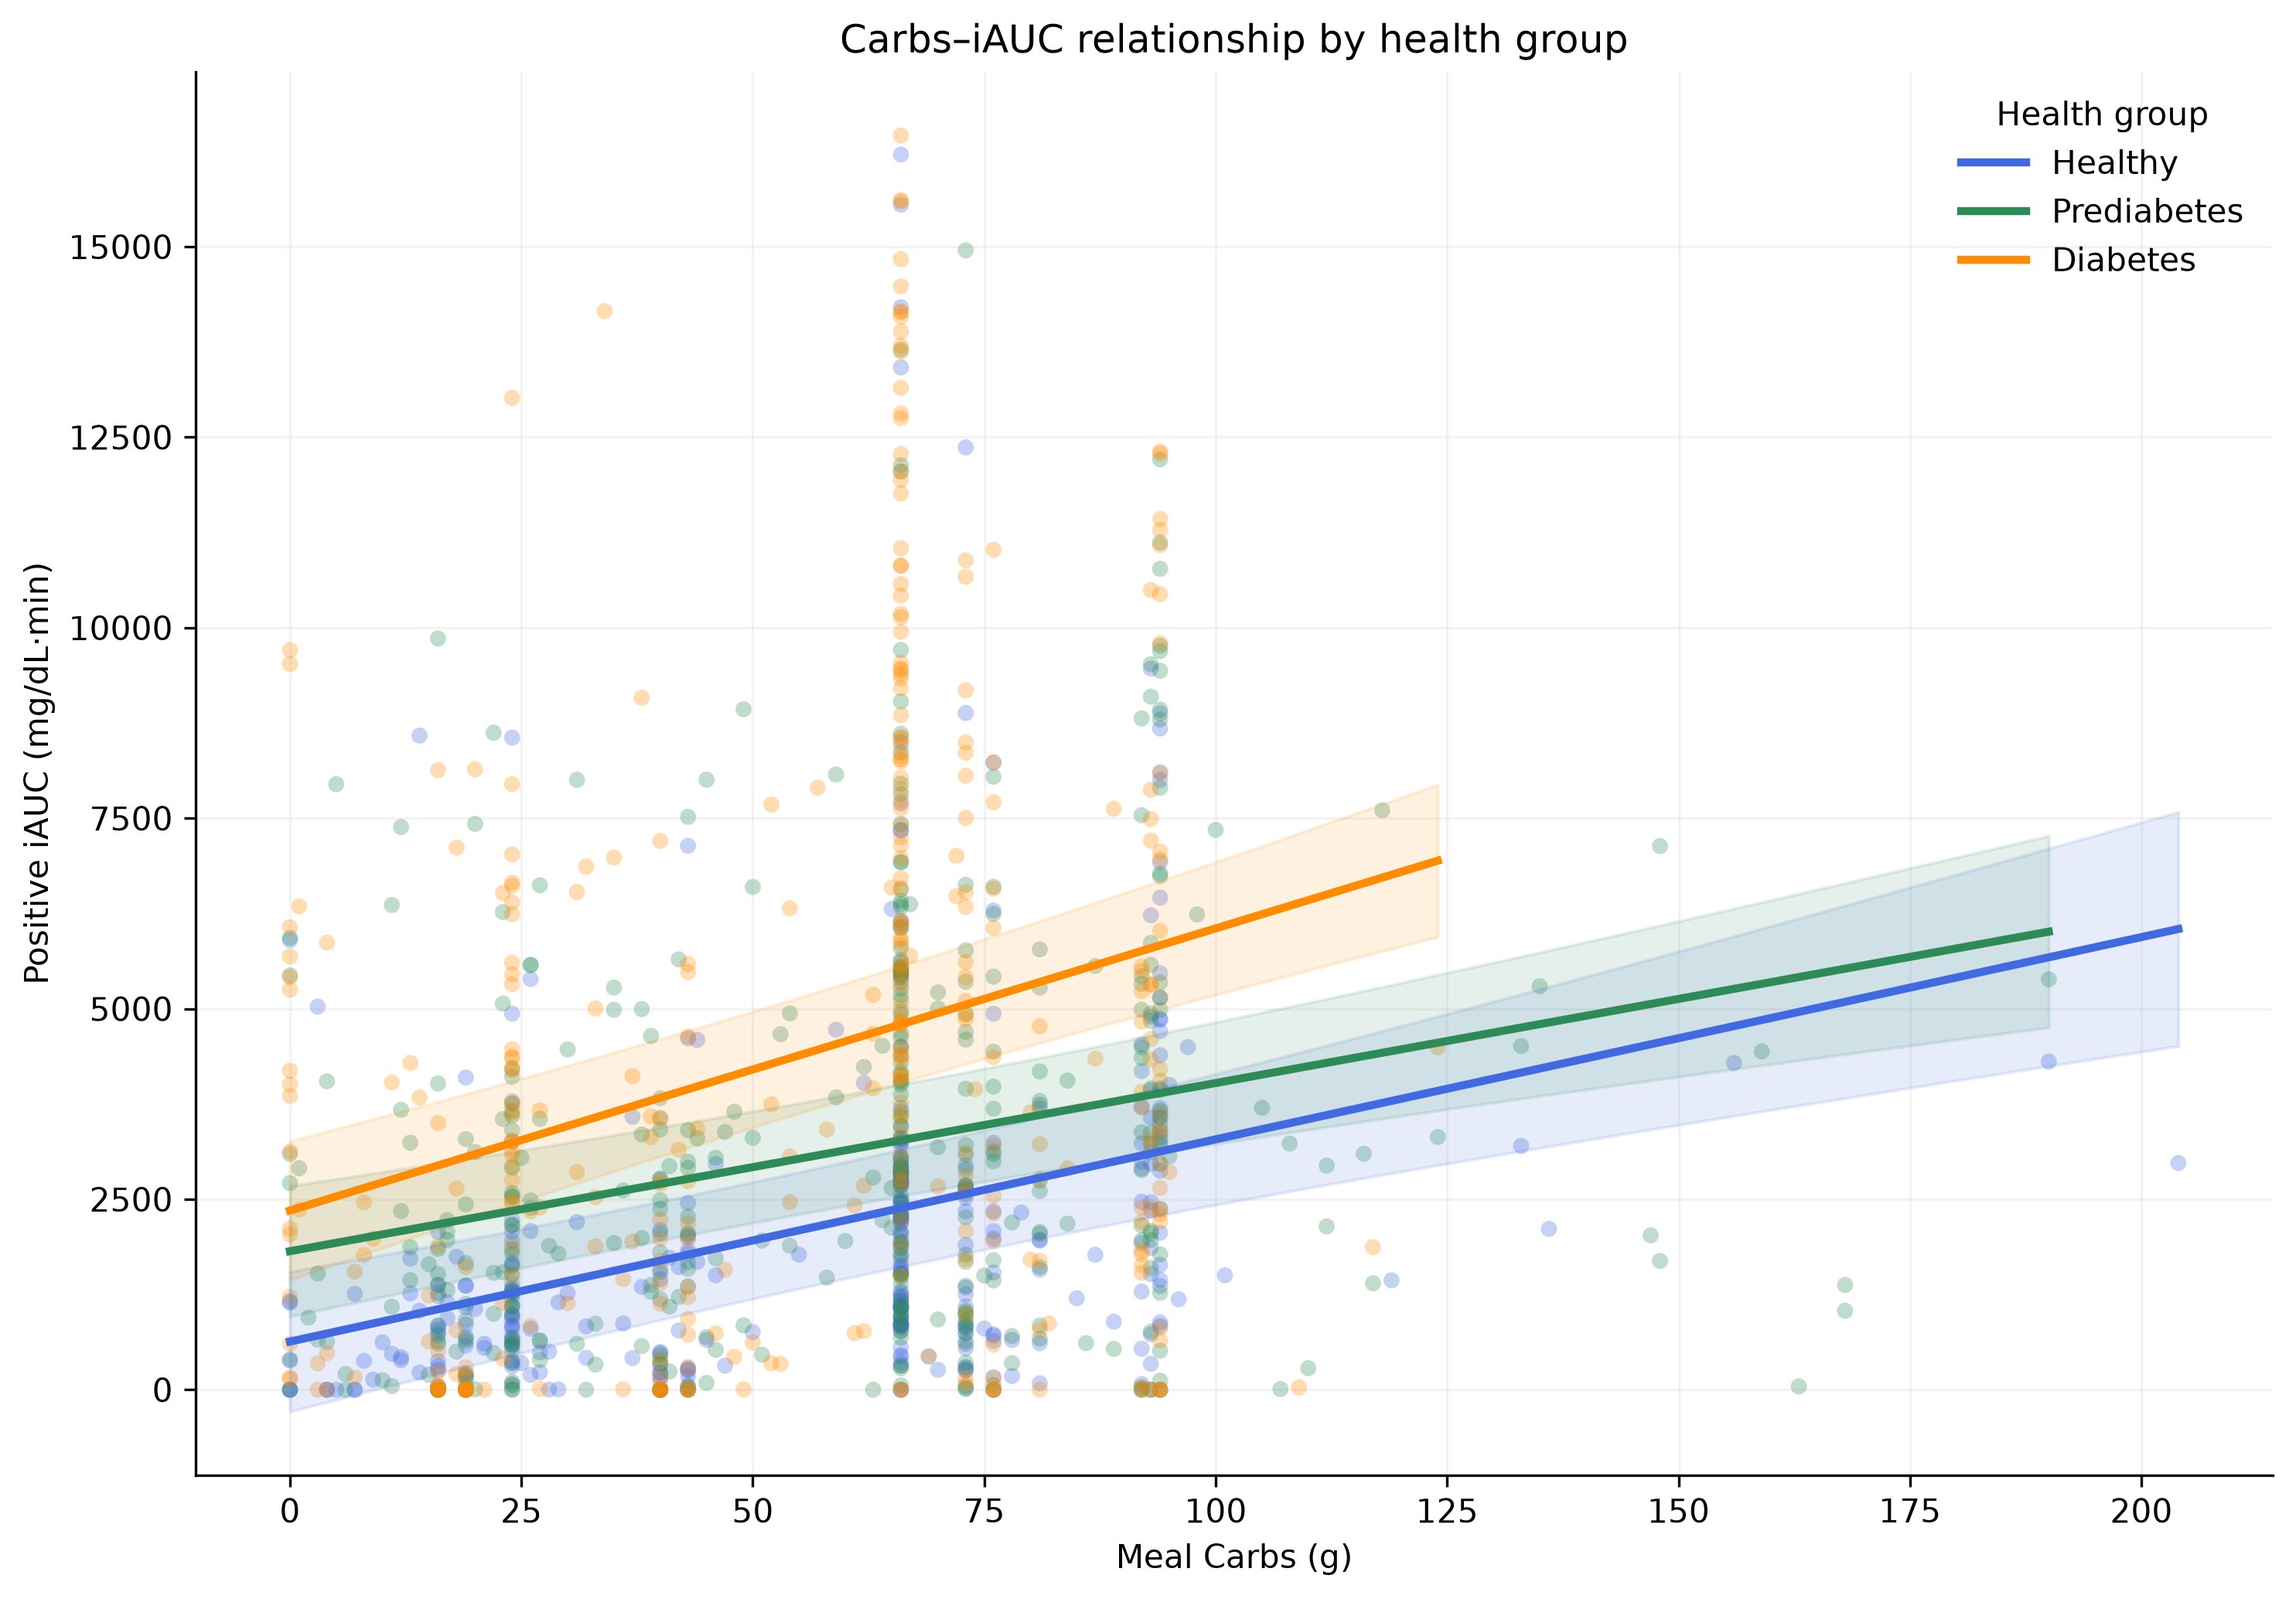 Carbs–iAUC relationship by health group
Health group
Healthy
Prediabetes
Diabetes
15000
12500
10000
7500
5000
2500
0
Positive iAUC (mg/dL·min)
0 25 50 75 100 125 150 175 200
Meal Carbs (g)